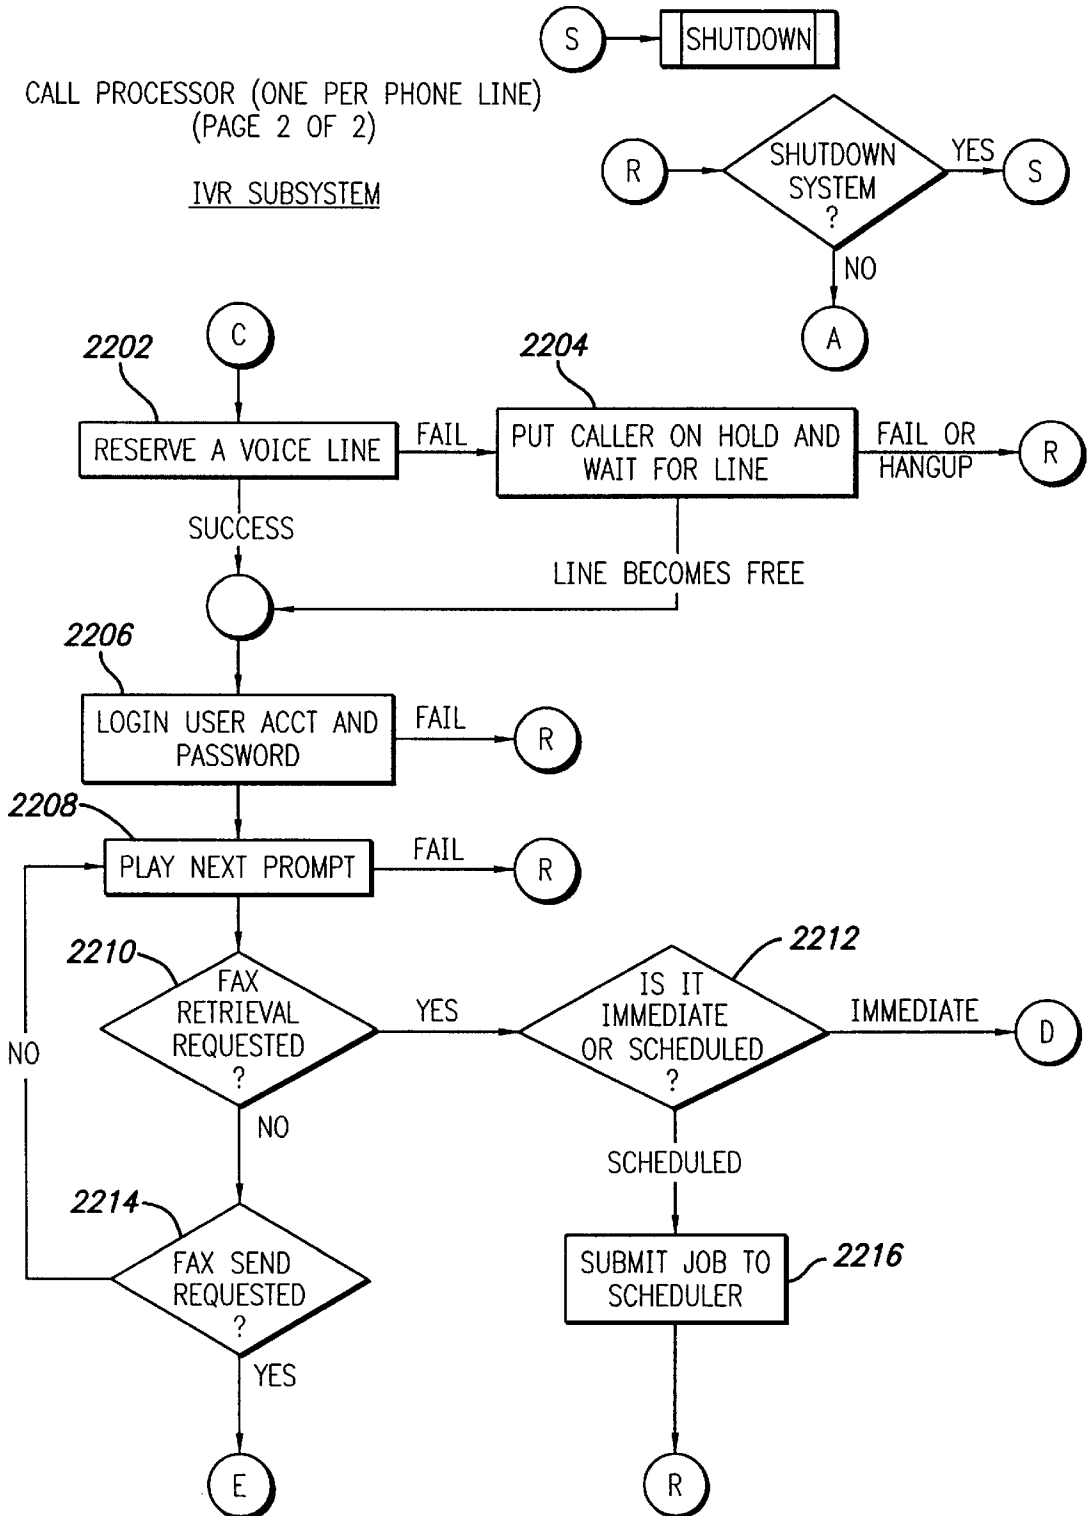 S
SHUTDOWN
CALL PROCESSOR (ONE PER PHONE LINE)
(PAGE 2 OF 2)
IVR SUBSYSTEM
R
SHUTDOWN
SYSTEM
?
YES
S
NO
A
C
2202
RESERVE A VOICE LINE
FAIL
2204
PUT CALLER ON HOLD AND
WAIT FOR LINE
FAIL OR
HANGUP
R
SUCCESS
LINE BECOMES FREE
2206
LOGIN USER ACCT AND
PASSWORD
FAIL
R
2208
PLAY NEXT PROMPT
FAIL
R
2210
FAX
RETRIEVAL
REQUESTED
?
YES
2212
IS IT
IMMEDIATE
OR SCHEDULED
?
IMMEDIATE
D
NO
NO
SCHEDULED
2214
FAX SEND
REQUESTED
?
SUBMIT JOB TO
SCHEDULER
2216
YES
E
R